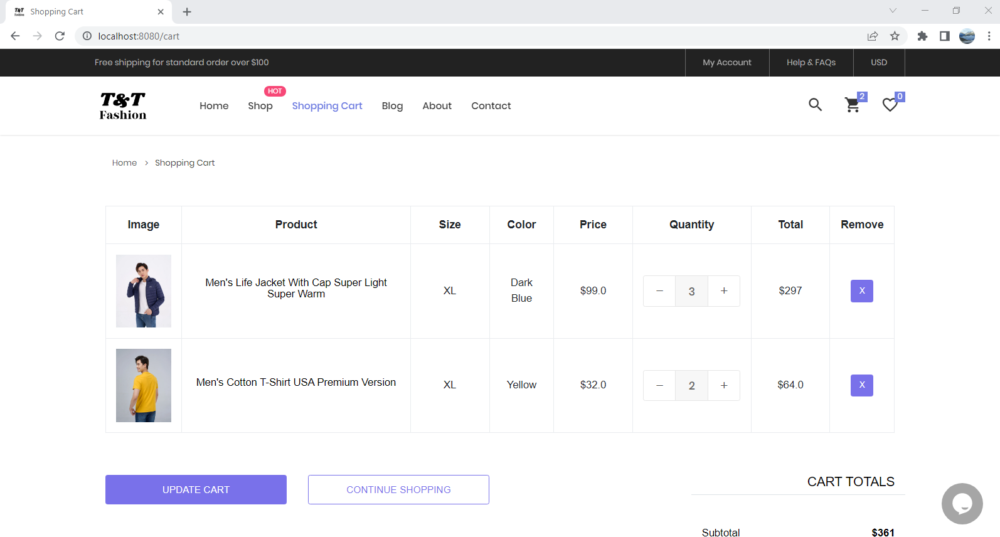 T&T
Fashion
Shopping Cart
localhost:8080/cart
Free shipping for standard order over $100
My Account
Help & FAQs
USD
T&T
Fashion
Home
Shop
HOT
Shopping Cart
Blog
About
Contact
2
0
Home > Shopping Cart
Image Product Size Color Price Quantity Total Remove
Men's Life Jacket With Cap Super Light
Super Warm
XL
Dark
Blue
$99.0
− 3 +
$297
X
Men's Cotton T-Shirt USA Premium Version
XL
Yellow
$32.0
− 2 +
$64.0
X
UPDATE CART
CONTINUE SHOPPING
CART TOTALS
Subtotal $361